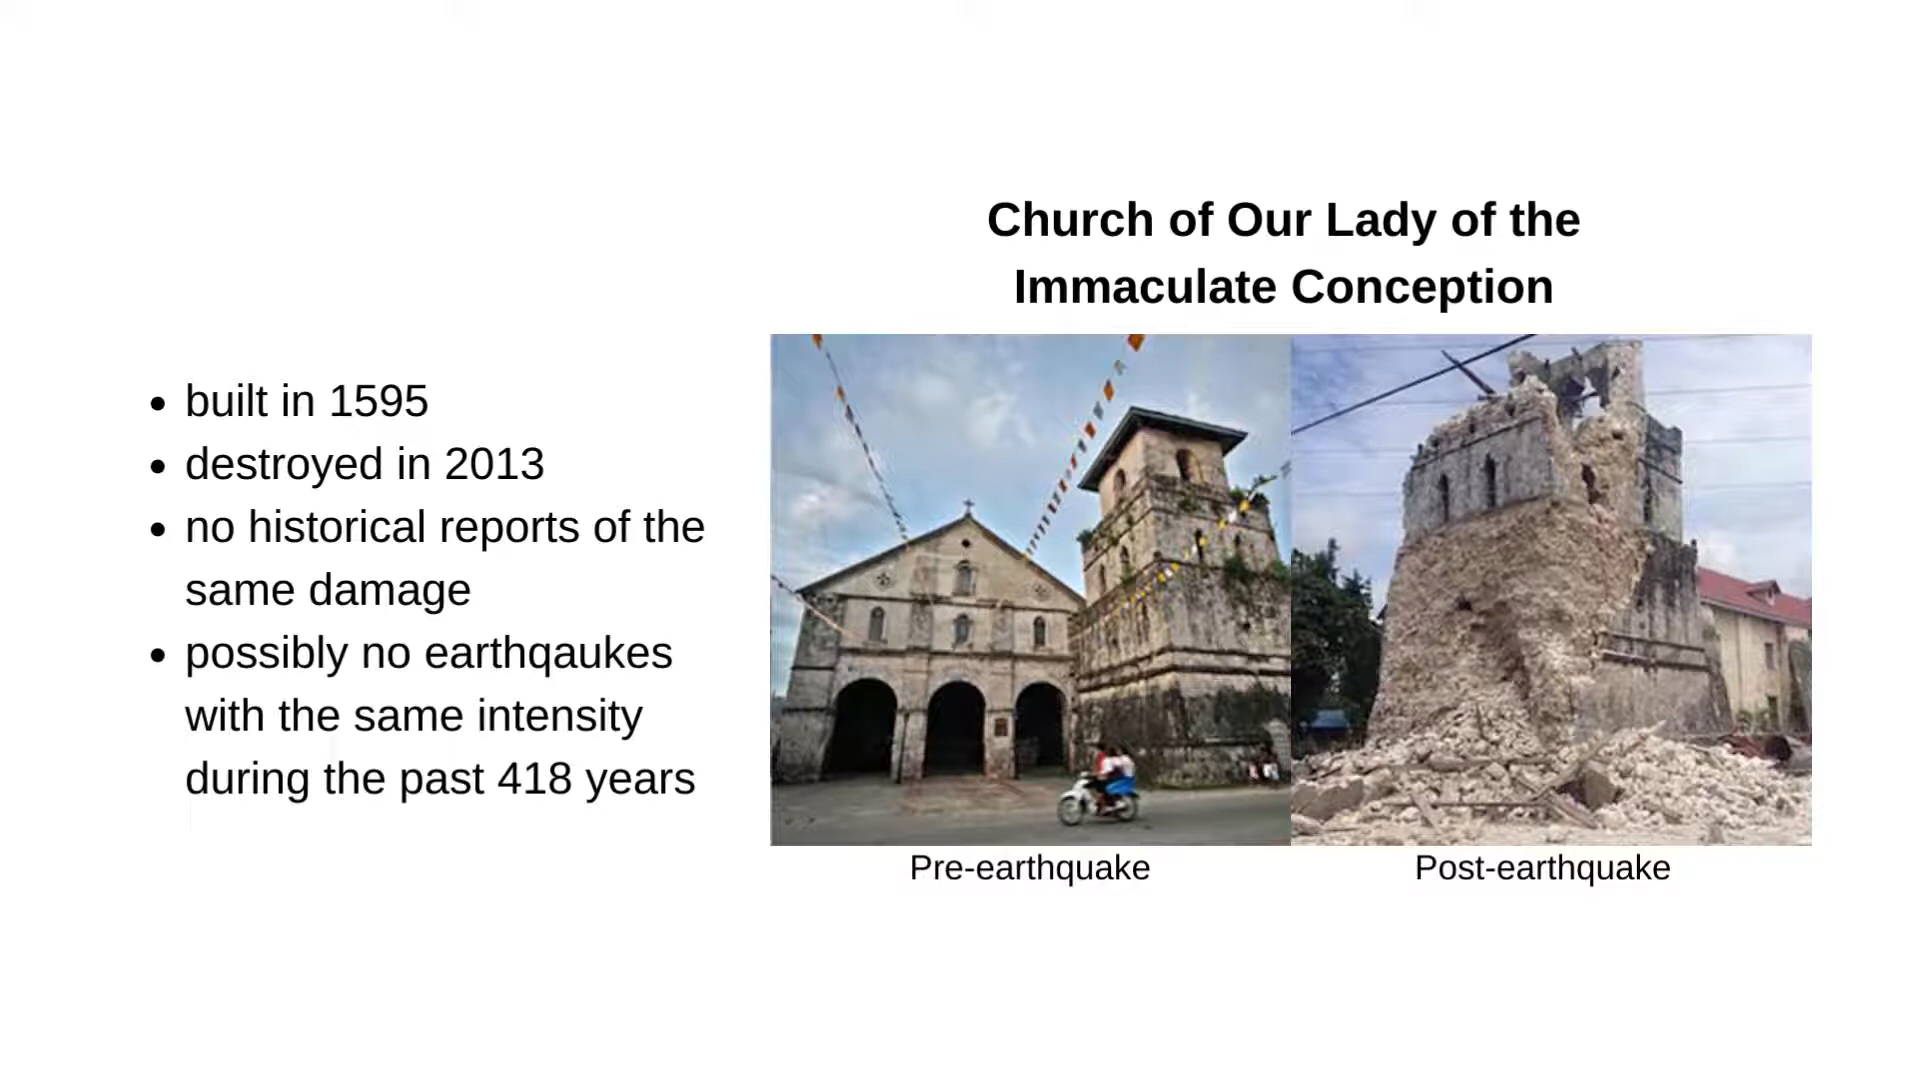 Church of Our Lady of the
Immaculate Conception
• built in 1595
• destroyed in 2013
• no historical reports of the
same damage
• possibly no earthqaukes
with the same intensity
during the past 418 years
Pre-earthquake
Post-earthquake